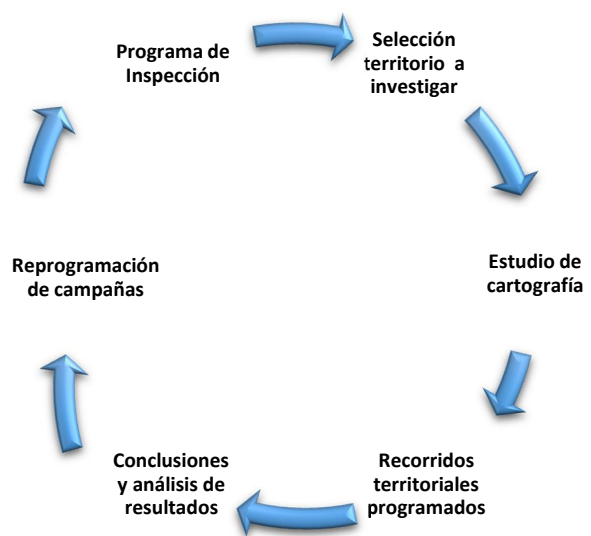 Programa de
Inspección
Selección
territorio a
investigar
Estudio de
cartografía
Recorridos
territoriales
programados
Conclusiones
y análisis de
resultados
Reprogramación
de campañas